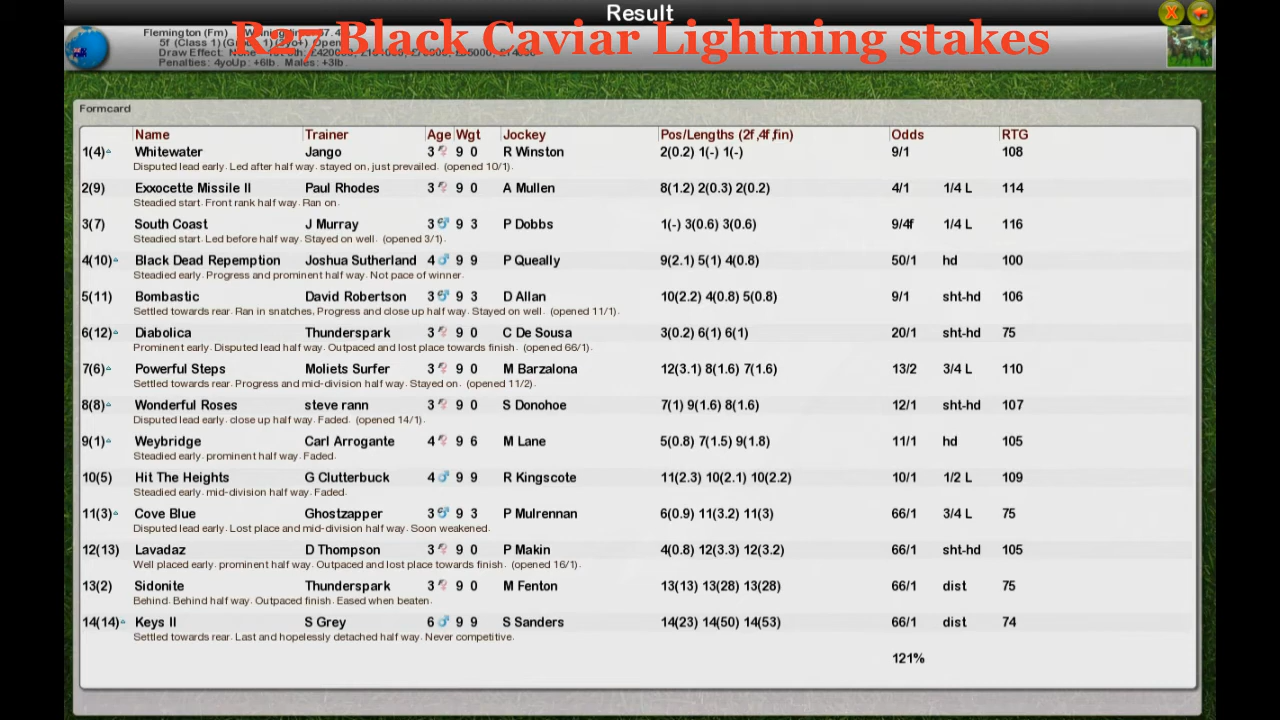 Result
R27 Black Caviar Lightning stakes
Flemington (Fm)
5f (Class 1) (Group 1) (3yo+) Open
Draw Effect: None
Penalties: 4yoUp: +6lb. Males: +3lb.
Formcard
Name Trainer Age Wgt Jockey Pos/Lengths (2f,4f,fin) Odds RTG
1(4) Whitewater Jango 3 9 0 R Winston 2(0.2) 1(-) 1(-) 9/1 108
Disputed lead early. Led after half way. stayed on, just prevailed. (opened 10/1).
2(9) Exxocette Missile II Paul Rhodes 3 9 0 A Mullen 8(1.2) 2(0.3) 2(0.2) 4/1 1/4 L 114
Steadied start. Front rank half way. Ran on.
3(7) South Coast J Murray 3 9 3 P Dobbs 1(-) 3(0.6) 3(0.6) 9/4f 1/4 L 116
Steadied start. Led before half way. Stayed on well. (opened 3/1).
4(10) Black Dead Repemption Joshua Sutherland 4 9 9 P Queally 9(2.1) 5(1) 4(0.8) 50/1 hd 100
Steadied early. Progress and prominent half way. Not pace of winner.
5(11) Bombastic David Robertson 3 9 3 D Allan 10(2.2) 4(0.8) 5(0.8) 9/1 sht-hd 106
Settled towards rear. Ran in snatches, Progress and close up half way. Stayed on well. (opened 11/1).
6(12) Diabolica Thunderspark 3 9 0 C De Sousa 3(0.2) 6(1) 6(1) 20/1 sht-hd 75
Prominent early. Disputed lead half way. Outpaced and lost place towards finish. (opened 66/1).
7(6) Powerful Steps Moliets Surfer 3 9 0 M Barzalona 12(3.1) 8(1.6) 7(1.6) 13/2 3/4 L 110
Settled towards rear. Progress and mid-division half way. Stayed on. (opened 11/2).
8(8) Wonderful Roses steve rann 3 9 0 S Donohoe 7(1) 9(1.6) 8(1.6) 12/1 sht-hd 107
Disputed lead early. close up half way. Faded. (opened 14/1).
9(1) Weybridge Carl Arrogante 4 9 6 M Lane 5(0.8) 7(1.5) 9(1.8) 11/1 hd 105
Steadied early. prominent half way. Faded.
10(5) Hit The Heights G Clutterbuck 4 9 9 R Kingscote 11(2.3) 10(2.1) 10(2.2) 10/1 1/2 L 109
Steadied early. mid-division half way. Faded.
11(3) Cove Blue Ghostzapper 3 9 3 P Mulrennan 6(0.9) 11(3.2) 11(3) 66/1 3/4 L 75
Disputed lead early. Lost place and mid-division half way. Soon weakened.
12(13) Lavadaz D Thompson 3 9 0 P Makin 4(0.8) 12(3.3) 12(3.2) 66/1 sht-hd 105
Well placed early. prominent half way. Outpaced and lost place towards finish. (opened 16/1).
13(2) Sidonite Thunderspark 3 9 0 M Fenton 13(13) 13(28) 13(28) 66/1 dist 75
Behind. Behind half way. Outpaced finish. Eased when beaten.
14(14) Keys II S Grey 6 9 9 S Sanders 14(23) 14(50) 14(53) 66/1 dist 74
Settled towards rear. Last and hopelessly detached half way. Never competitive.
121%